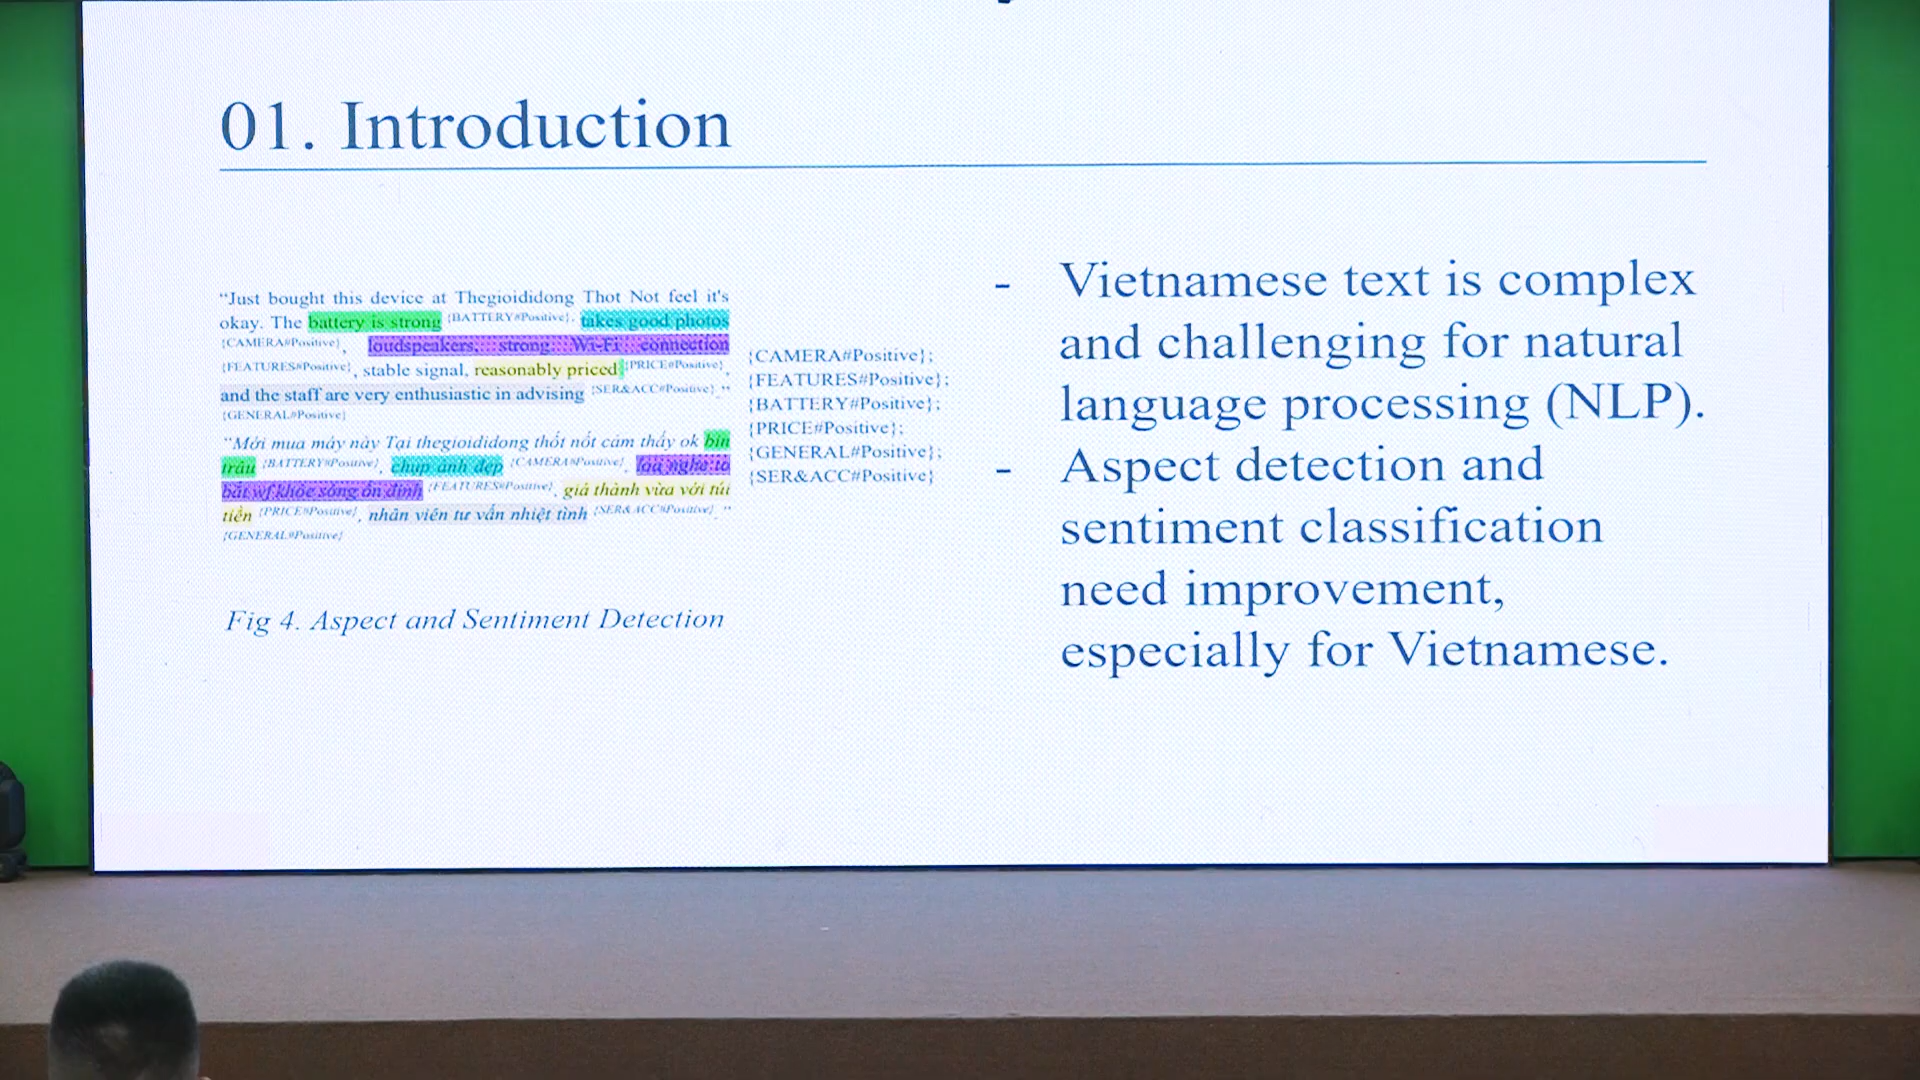 01. Introduction
“Just bought this device at Thegioididong Thot Not feel it's
okay. The battery is strong {BATTERY#Positive}, takes good photos
{CAMERA#Positive}, loudspeakers, strong Wi-Fi connection
{FEATURES#Positive}, stable signal, reasonably priced {PRICE#Positive},
and the staff are very enthusiastic in advising {SER&ACC#Positive}.”
{GENERAL#Positive}
“Mới mua máy này Tại thegioididong thốt nốt cảm thấy ok bin
trâu {BATTERY#Positive}, chụp ảnh đẹp {CAMERA#Positive}, loa nghe to
bắt wf khỏe sóng ổn định {FEATURES#Positive}, giá thành vừa với túi
tiền {PRICE#Positive}, nhân viên tư vấn nhiệt tình {SER&ACC#Positive}.”
{GENERAL#Positive}
{CAMERA#Positive};
{FEATURES#Positive};
{BATTERY#Positive};
{PRICE#Positive};
{GENERAL#Positive};
{SER&ACC#Positive}
Fig 4. Aspect and Sentiment Detection
- Vietnamese text is complex
and challenging for natural
language processing (NLP).
- Aspect detection and
sentiment classification
need improvement,
especially for Vietnamese.